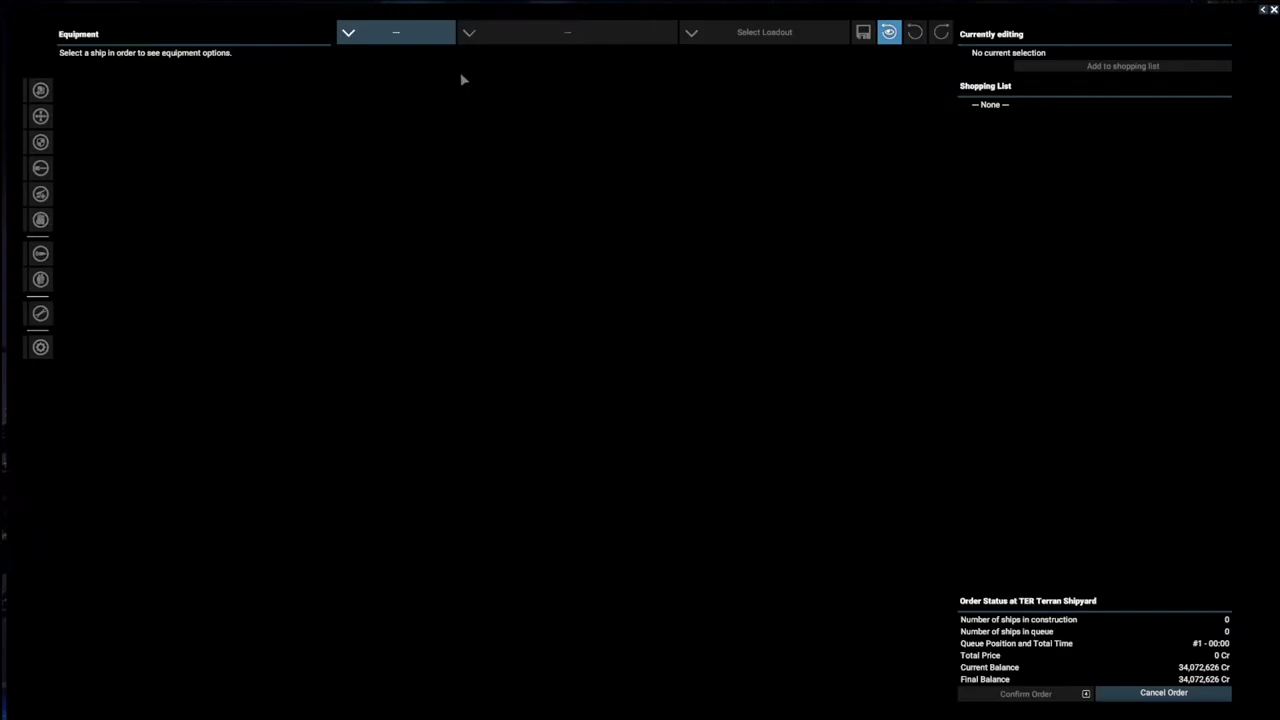 Equipment
Select a ship in order to see equipment options.
---
---
Select Loadout
Currently editing
No current selection
Add to shopping list
Shopping List
--- None ---
Order Status at TER Terran Shipyard
Number of ships in construction 0
Number of ships in queue 0
Queue Position and Total Time #1 - 00:00
Total Price 0 Cr
Current Balance 34,072,626 Cr
Final Balance 34,072,626 Cr
Confirm Order
Cancel Order